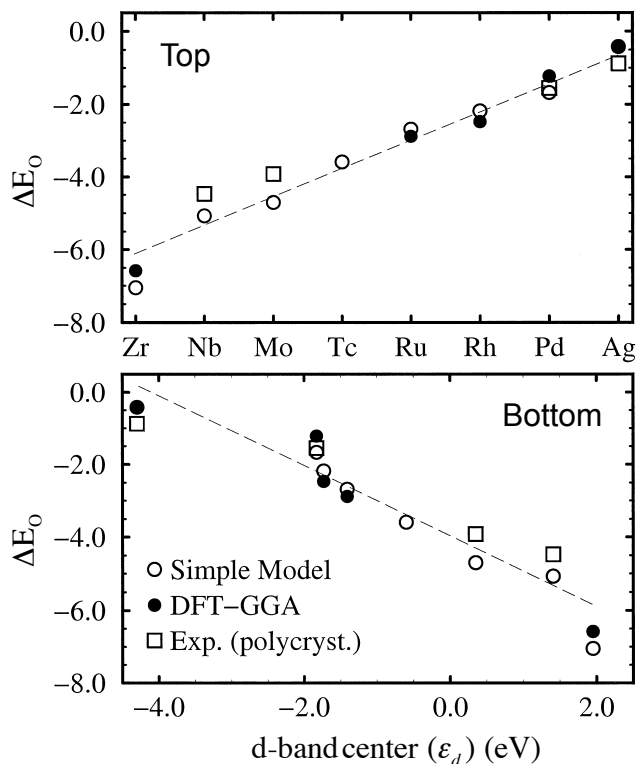 0.0
Top
−2.0
ΔE_O
−4.0
−6.0
−8.0
Zr Nb Mo Tc Ru Rh Pd Ag
0.0
Bottom
−2.0
ΔE_O
−4.0
Simple Model
DFT−GGA
−6.0
Exp. (polycryst.)
−8.0
−4.0 −2.0 0.0 2.0
d-band center (ε_d) (eV)